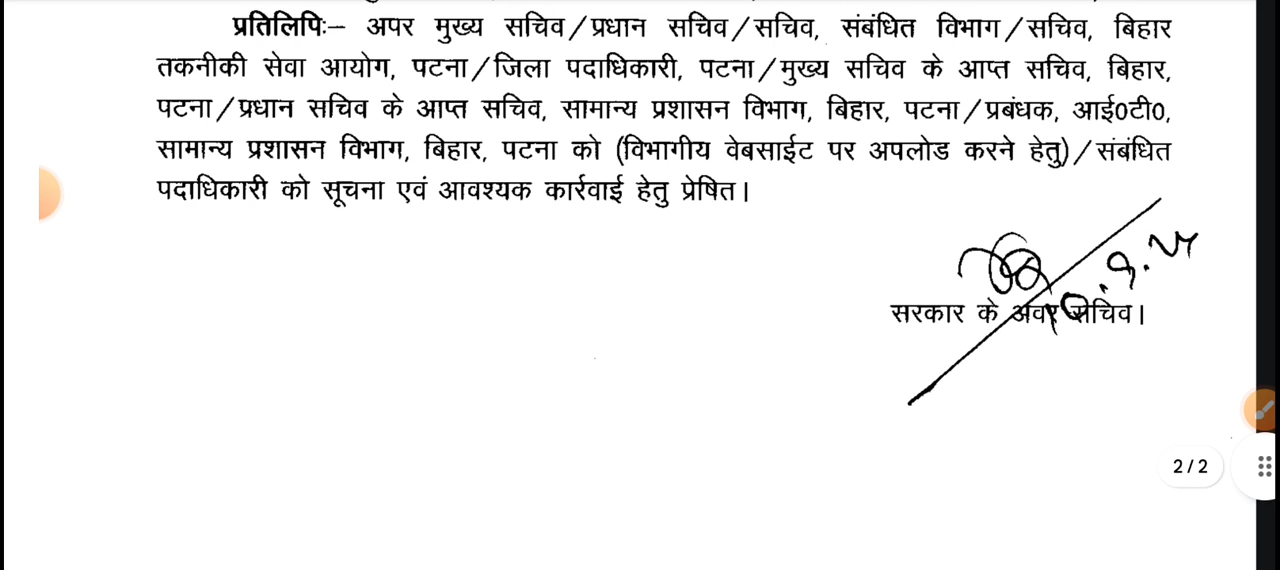 प्रतिलिपिः– अपर मुख्य सचिव/प्रधान सचिव/सचिव, संबंधित विभाग/सचिव, बिहार
तकनीकी सेवा आयोग, पटना/जिला पदाधिकारी, पटना/मुख्य सचिव के आप्त सचिव, बिहार,
पटना/प्रधान सचिव के आप्त सचिव, सामान्य प्रशासन विभाग, बिहार, पटना/प्रबंधक, आई0टी0,
सामान्य प्रशासन विभाग, बिहार, पटना को (विभागीय वेबसाईट पर अपलोड करने हेतु)/संबंधित
पदाधिकारी को सूचना एवं आवश्यक कार्रवाई हेतु प्रेषित।
सरकार के अवर सचिव।
2/2